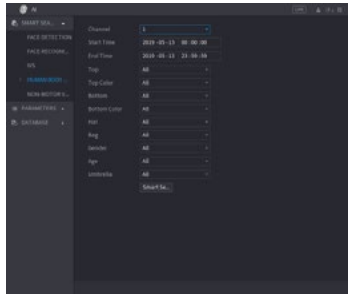 AI
LIVE
SMART SEA...
FACE DETECTION
FACE RECOGNI...
IVS
HUMAN BODY ...
NON-MOTOR V...
PARAMETERS
DATABASE
Channel 1
Start Time 2019 -05 -13 00 :00 :00
End Time 2019 -05 -13 23 :59 :59
Top All
Top Color All
Bottom All
Bottom Color All
Hat All
Bag All
Gender All
Age All
Umbrella All
Smart Se...